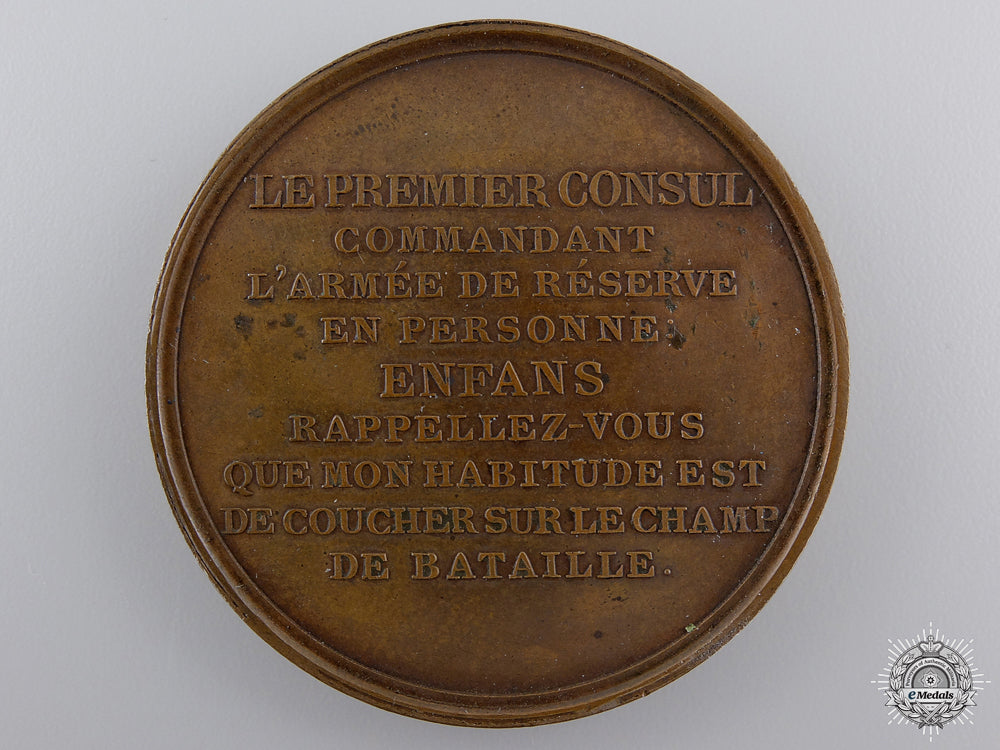 LE PREMIER CONSUL
COMMANDANT
L'ARMÉE DE RÉSERVE
EN PERSONNE:
ENFANS
RAPPELLEZ-VOUS
QUE MON HABITUDE EST
DE COUCHER SUR LE CHAMP
DE BATAILLE.
eMedals